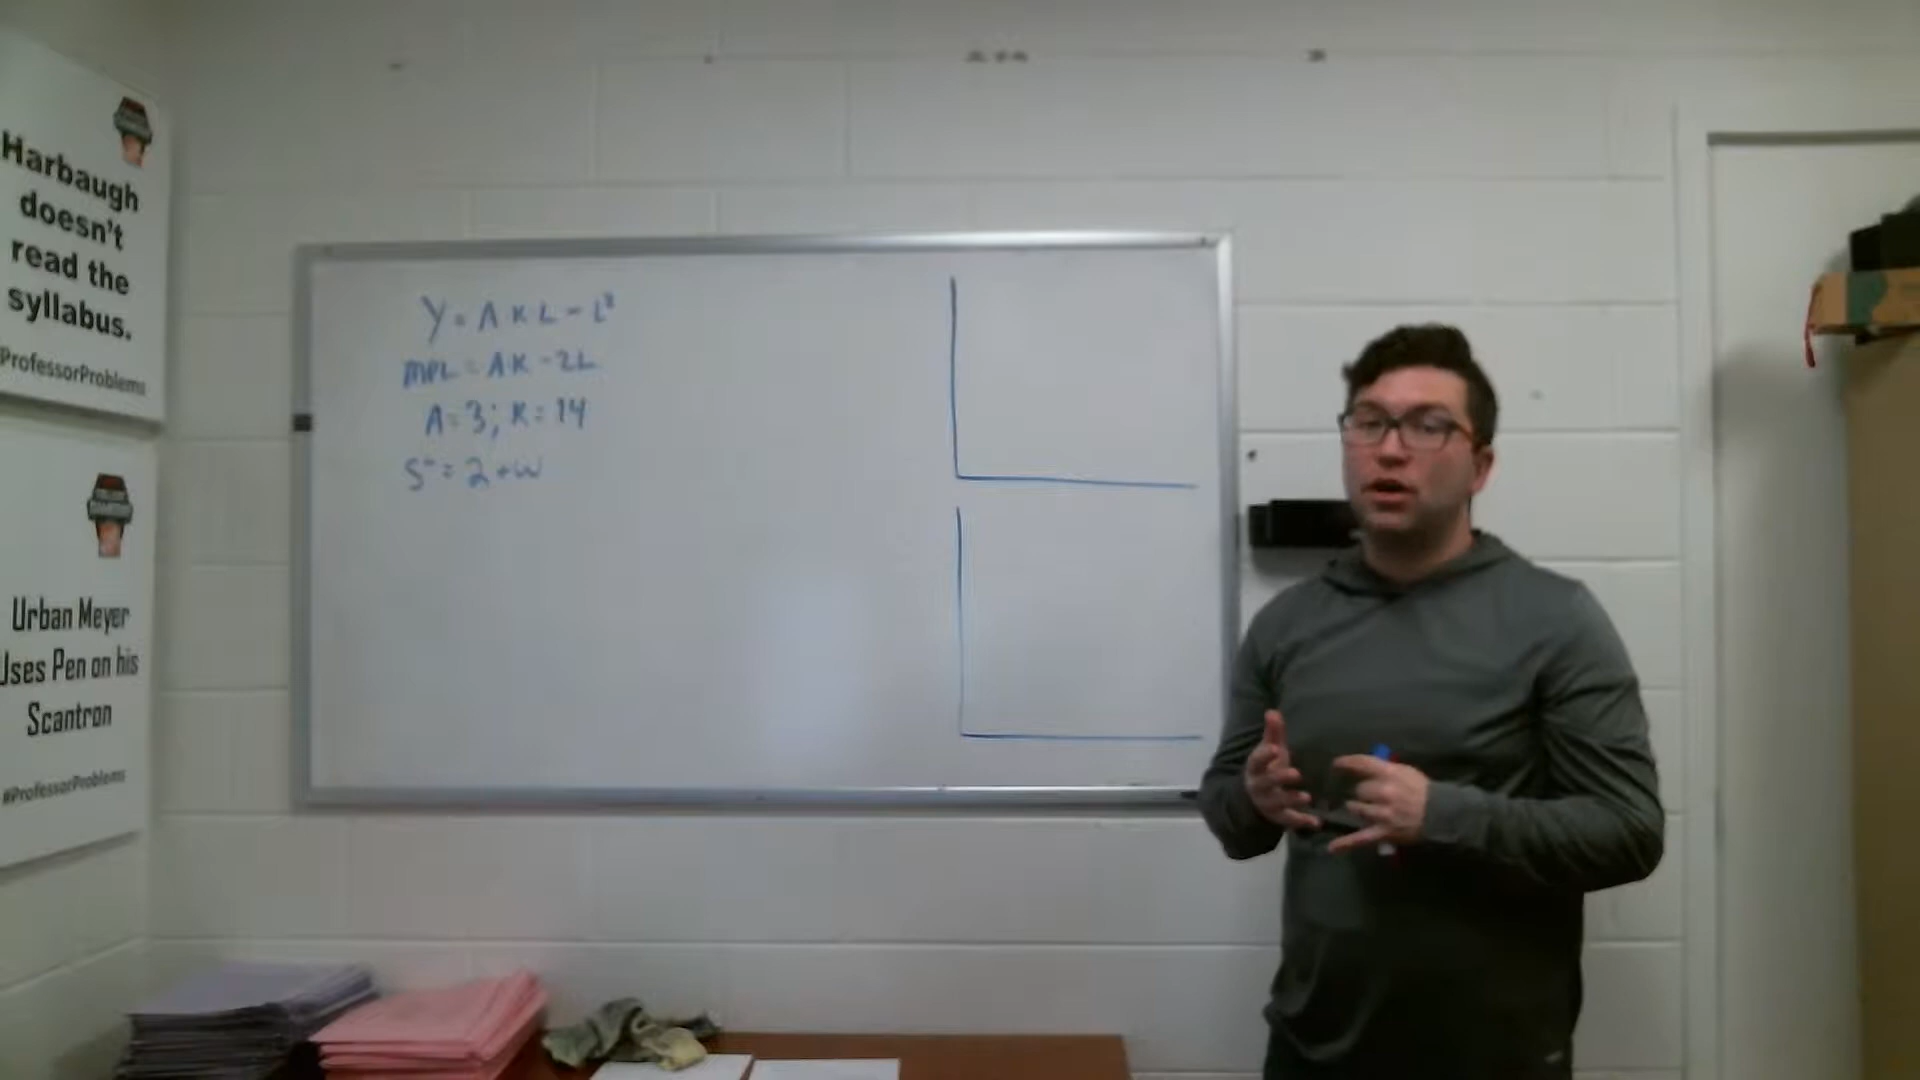 Harbaugh
doesn't
read the
syllabus.
ProfessorProblems
Urban Meyer
Uses Pen on his
Scantron
#ProfessorProblems
Y = A K L - L²
MPL = AK - 2L
A = 3; K = 14
2 + w